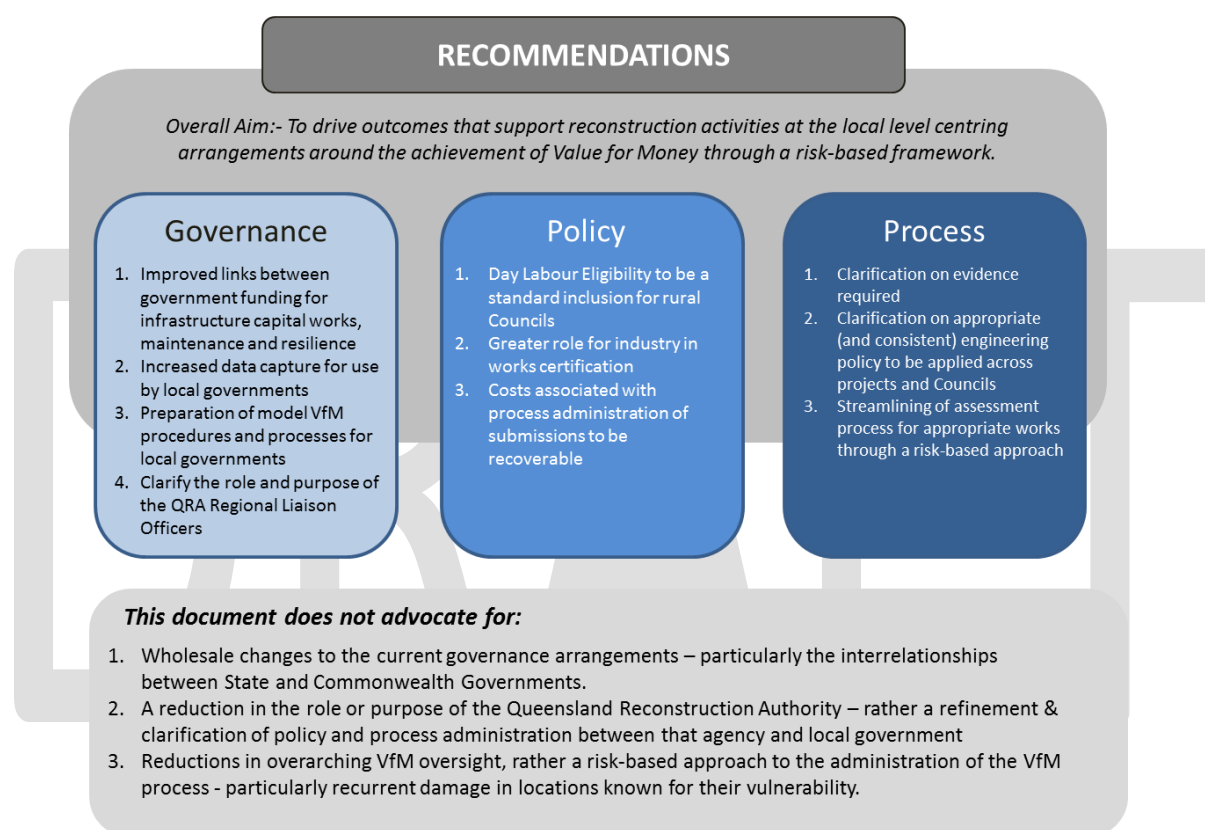 RECOMMENDATIONS
Overall Aim:- To drive outcomes that support reconstruction activities at the local level centring
arrangements around the achievement of Value for Money through a risk-based framework.
Governance
1. Improved links between
government funding for
infrastructure capital works,
maintenance and resilience
2. Increased data capture for use
by local governments
3. Preparation of model VfM
procedures and processes for
local governments
4. Clarify the role and purpose of
the QRA Regional Liaison
Officers
Policy
1. Day Labour Eligibility to be a
standard inclusion for rural
Councils
2. Greater role for industry in
works certification
3. Costs associated with
process administration of
submissions to be
recoverable
Process
1. Clarification on evidence
required
2. Clarification on appropriate
(and consistent) engineering
policy to be applied across
projects and Councils
3. Streamlining of assessment
process for appropriate works
through a risk-based approach
This document does not advocate for:
1. Wholesale changes to the current governance arrangements – particularly the interrelationships
between State and Commonwealth Governments.
2. A reduction in the role or purpose of the Queensland Reconstruction Authority – rather a refinement &
clarification of policy and process administration between that agency and local government
3. Reductions in overarching VfM oversight, rather a risk-based approach to the administration of the VfM
process - particularly recurrent damage in locations known for their vulnerability.